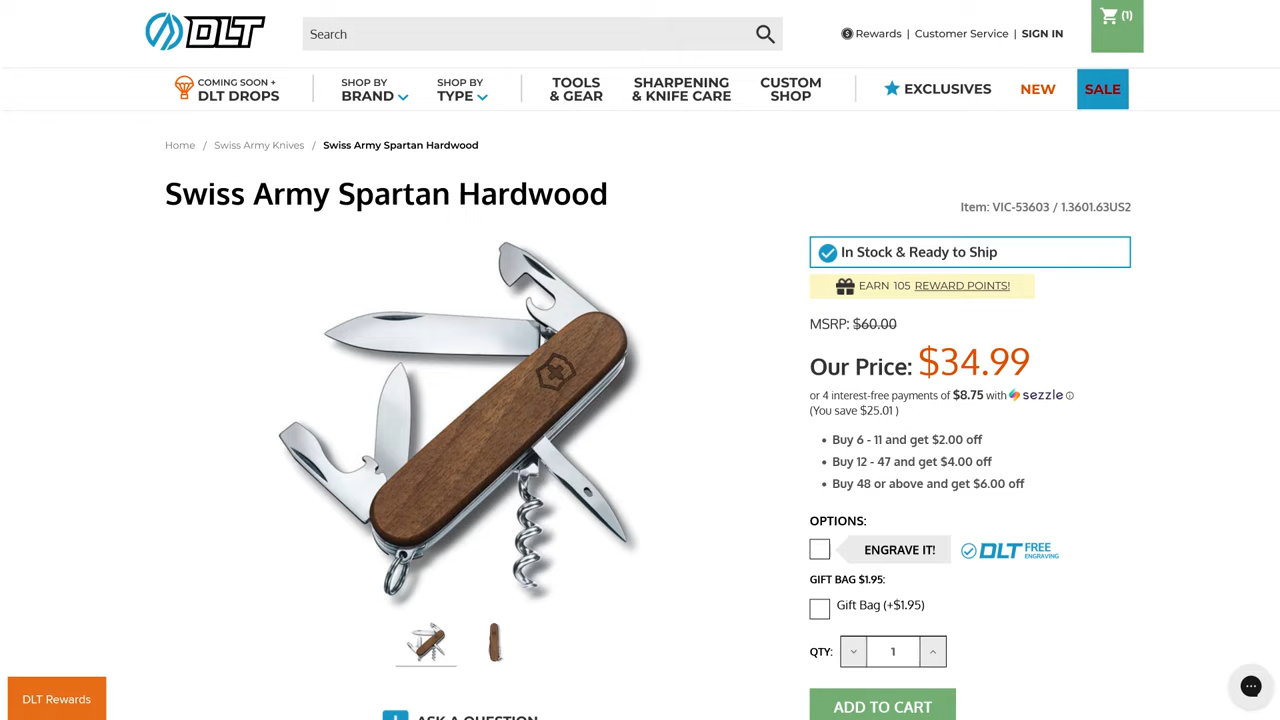 DLT
Search
Rewards | Customer Service | SIGN IN
(1)
COMING SOON +
DLT DROPS
SHOP BY
BRAND
SHOP BY
TYPE
TOOLS
& GEAR
SHARPENING
& KNIFE CARE
CUSTOM
SHOP
EXCLUSIVES
NEW
SALE
Home / Swiss Army Knives / Swiss Army Spartan Hardwood
Swiss Army Spartan Hardwood
Item: VIC-53603 / 1.3601.63US2
In Stock & Ready to Ship
EARN 105 REWARD POINTS!
MSRP: $60.00
Our Price: $34.99
or 4 interest-free payments of $8.75 with sezzle
(You save $25.01 )
Buy 6 - 11 and get $2.00 off
Buy 12 - 47 and get $4.00 off
Buy 48 or above and get $6.00 off
OPTIONS:
ENGRAVE IT!
DLT FREE ENGRAVING
GIFT BAG $1.95:
Gift Bag (+$1.95)
QTY: 1
ADD TO CART
DLT Rewards
ASK A QUESTION